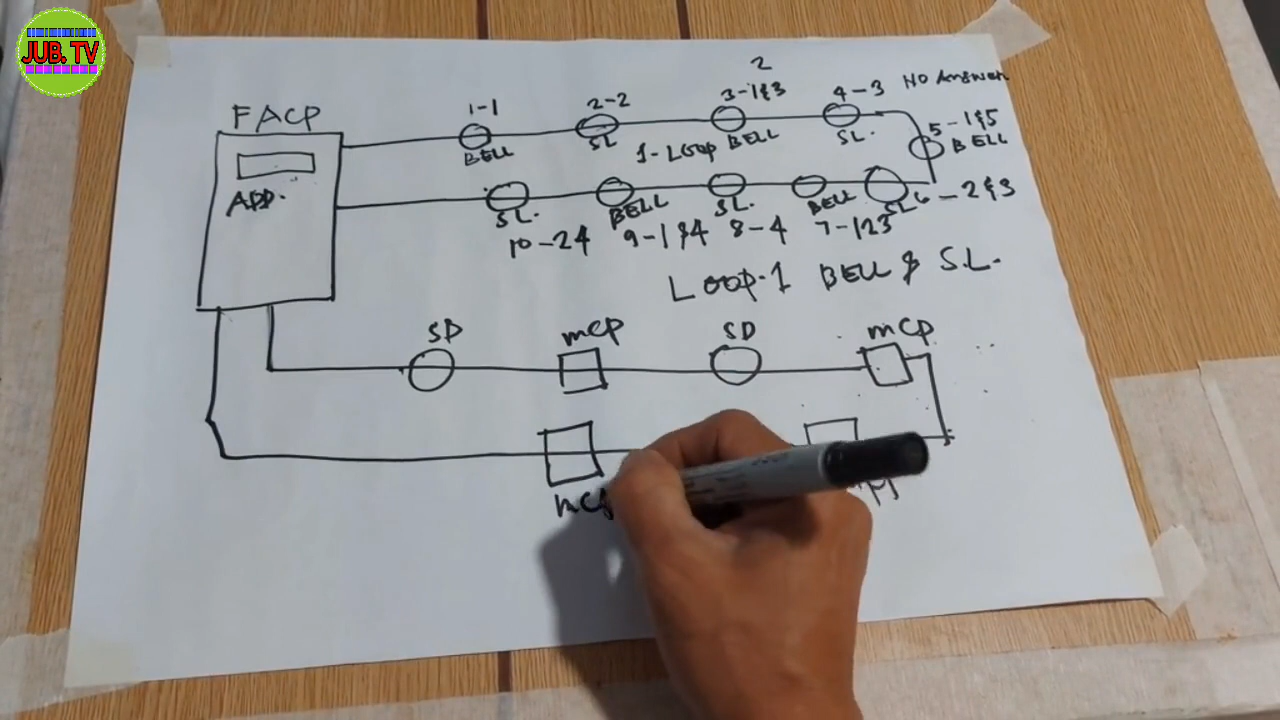 JUB.TV
FACP
ADD.
1-1
BELL
2-2
SL
2
3-1&3
BELL
4-3
SL.
NO Answer
5-1&5
BELL
1-LOOP
SL.
10-24
BELL
9-1&4
SL.
8-4
BELL
7-123
SL
6-2&3
LOOP-1 BELL & S.L.
SD
mcp
SD
mcp